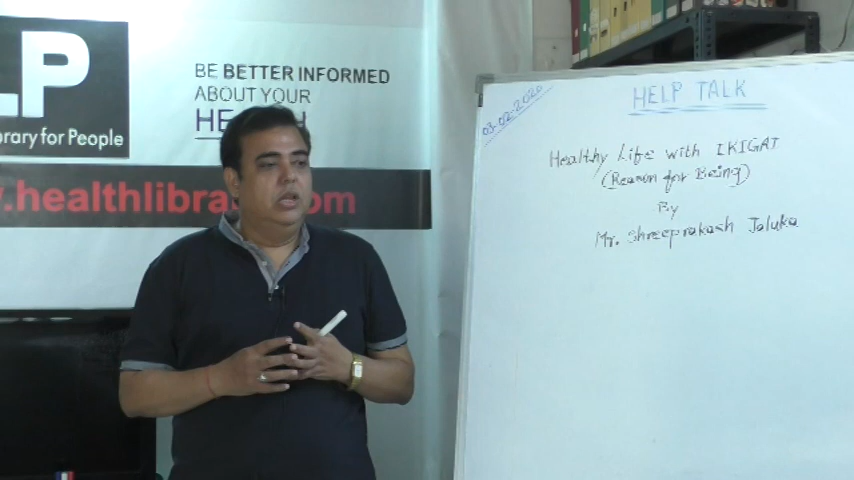 LP
brary for People
BE BETTER INFORMED
ABOUT YOUR
HE
.healthlibra
om
03-02-2020
HELP TALK
Healthy Life with IKIGAI
(Reason for Being)
By
Mr. Shreeprakash Jaluka